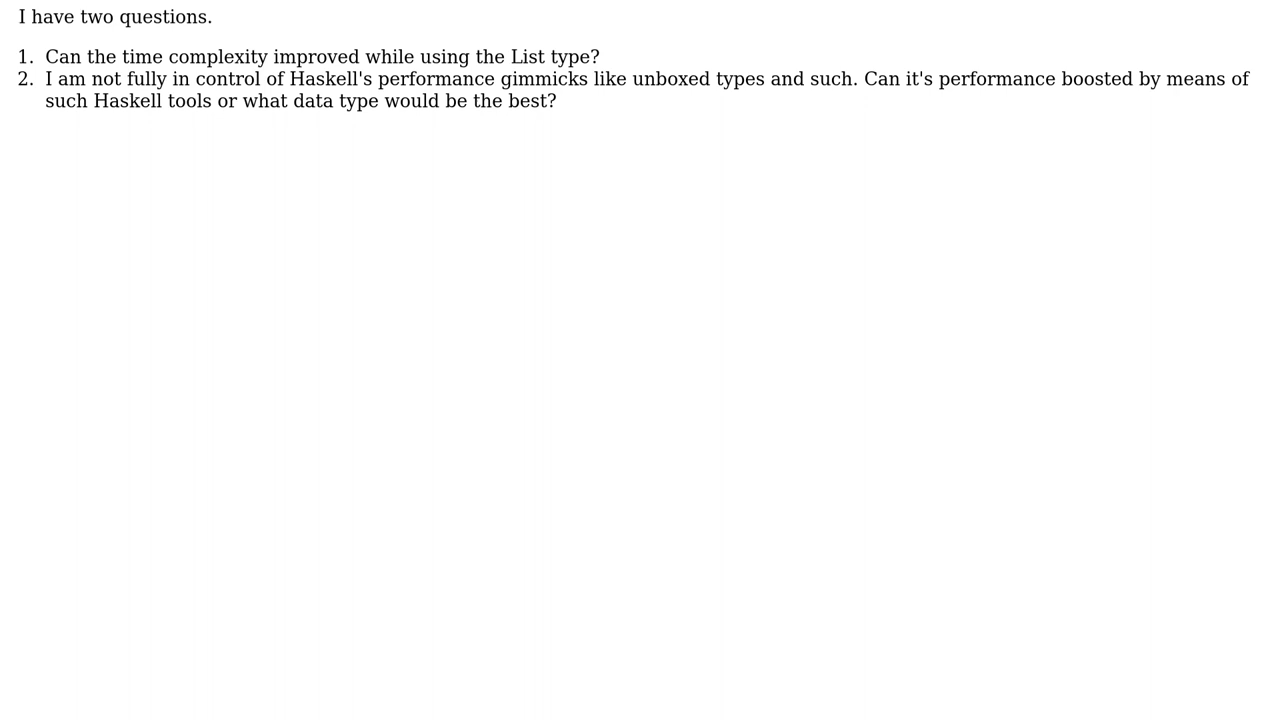 I have two questions.
1. Can the time complexity improved while using the List type?
2. I am not fully in control of Haskell's performance gimmicks like unboxed types and such. Can it's performance boosted by means of
such Haskell tools or what data type would be the best?